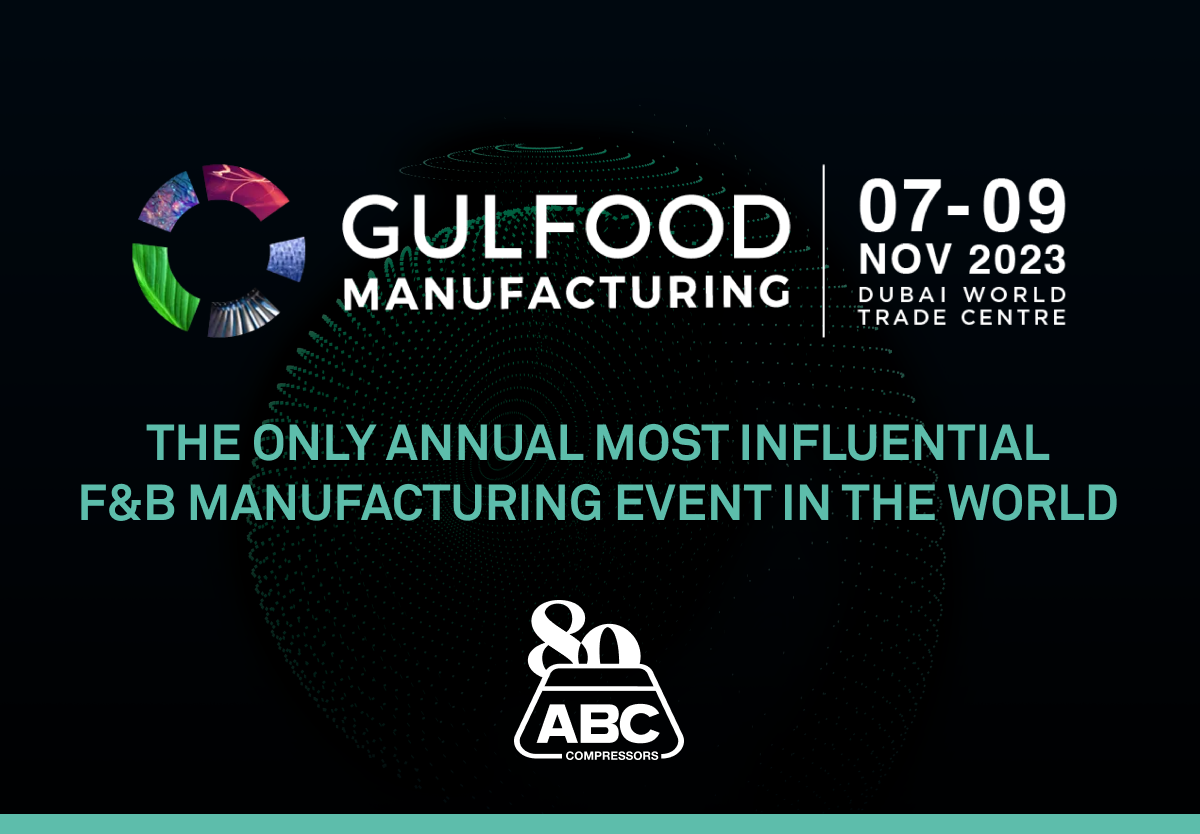 GULFOOD
MANUFACTURING
07-09
NOV 2023
DUBAI WORLD
TRADE CENTRE
THE ONLY ANNUAL MOST INFLUENTIAL
F&B MANUFACTURING EVENT IN THE WORLD
80
ABC
COMPRESSORS